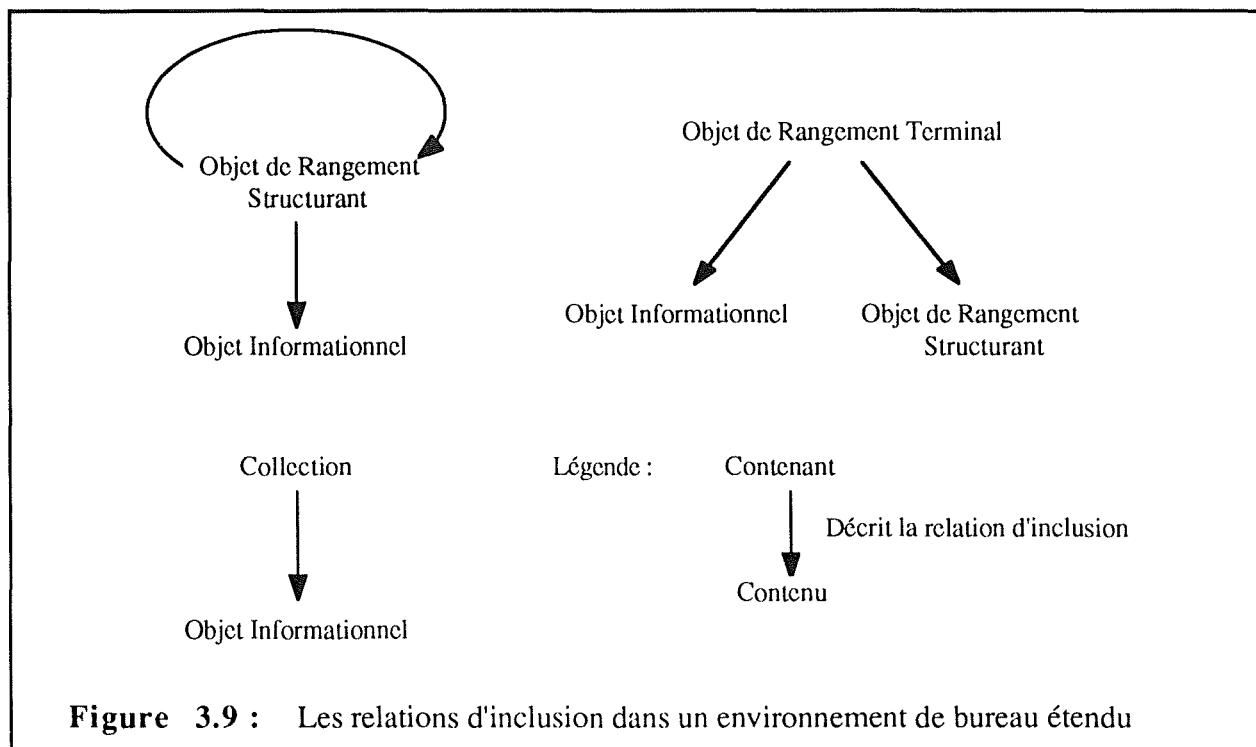 Objet de Rangement
Structurant
Objet Informationnel
Objet de Rangement Terminal
Objet Informationnel
Objet de Rangement
Structurant
Collection
Objet Informationnel
Légende :
Contenant
Décrit la relation d'inclusion
Contenu
Figure 3.9 : Les relations d'inclusion dans un environnement de bureau étendu